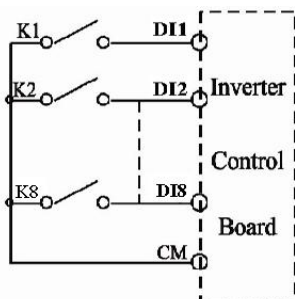 K1 DI1
K2 DI2 Inverter
Control
K8 DI8
Board
CM